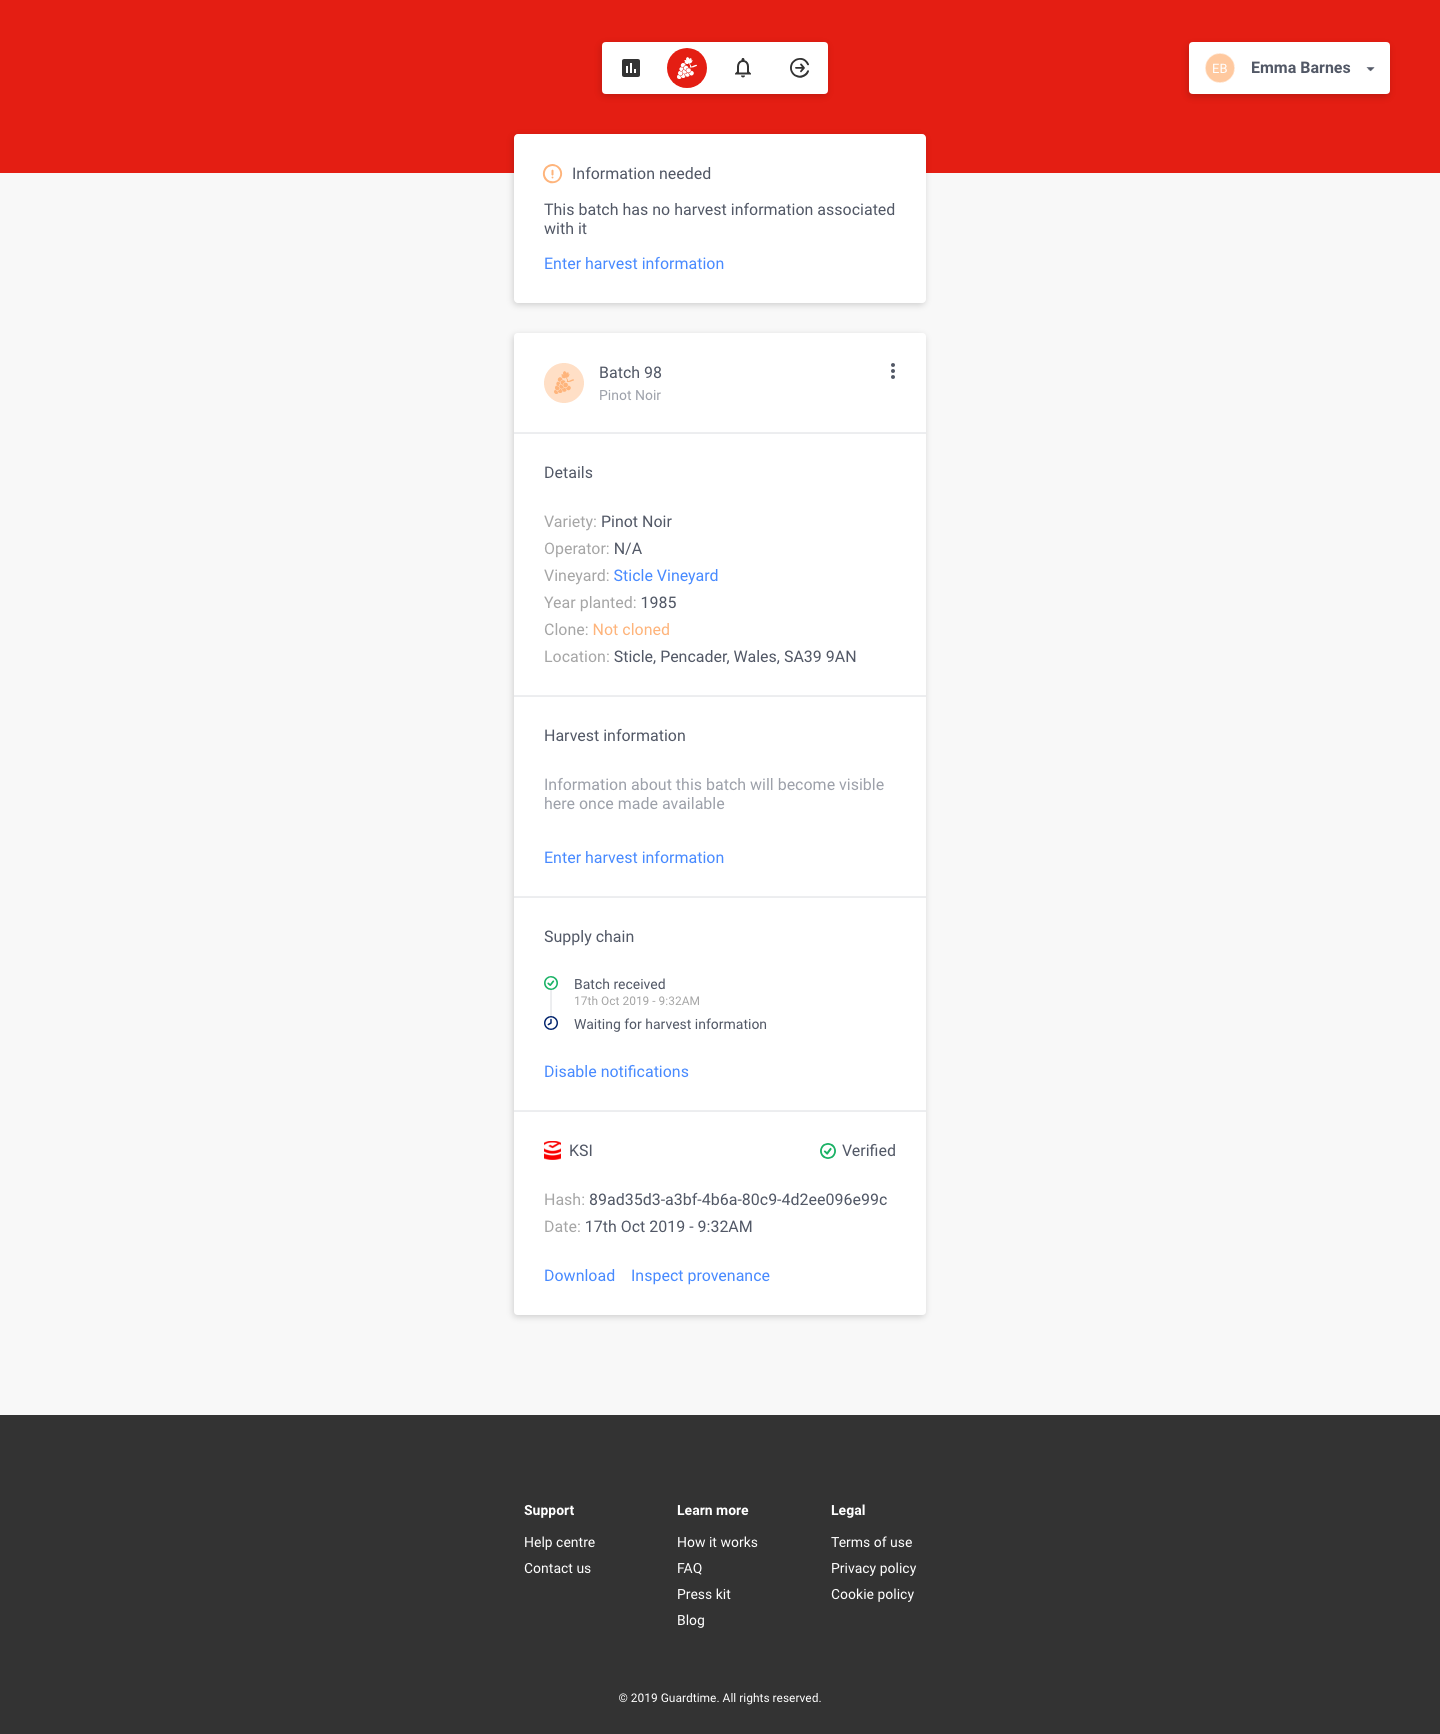 EB
Emma Barnes
Information needed
This batch has no harvest information associated
with it
Enter harvest information
Batch 98
Pinot Noir
Details
Variety: Pinot Noir
Operator: N/A
Vineyard: Sticle Vineyard
Year planted: 1985
Clone: Not cloned
Location: Sticle, Pencader, Wales, SA39 9AN
Harvest information
Information about this batch will become visible
here once made available
Enter harvest information
Supply chain
Batch received
17th Oct 2019 - 9:32AM
Waiting for harvest information
Disable notifications
KSI
Verified
Hash: 89ad35d3-a3bf-4b6a-80c9-4d2ee096e99c
Date: 17th Oct 2019 - 9:32AM
Download Inspect provenance
Support
Help centre
Contact us
Learn more
How it works
FAQ
Press kit
Blog
Legal
Terms of use
Privacy policy
Cookie policy
© 2019 Guardtime. All rights reserved.